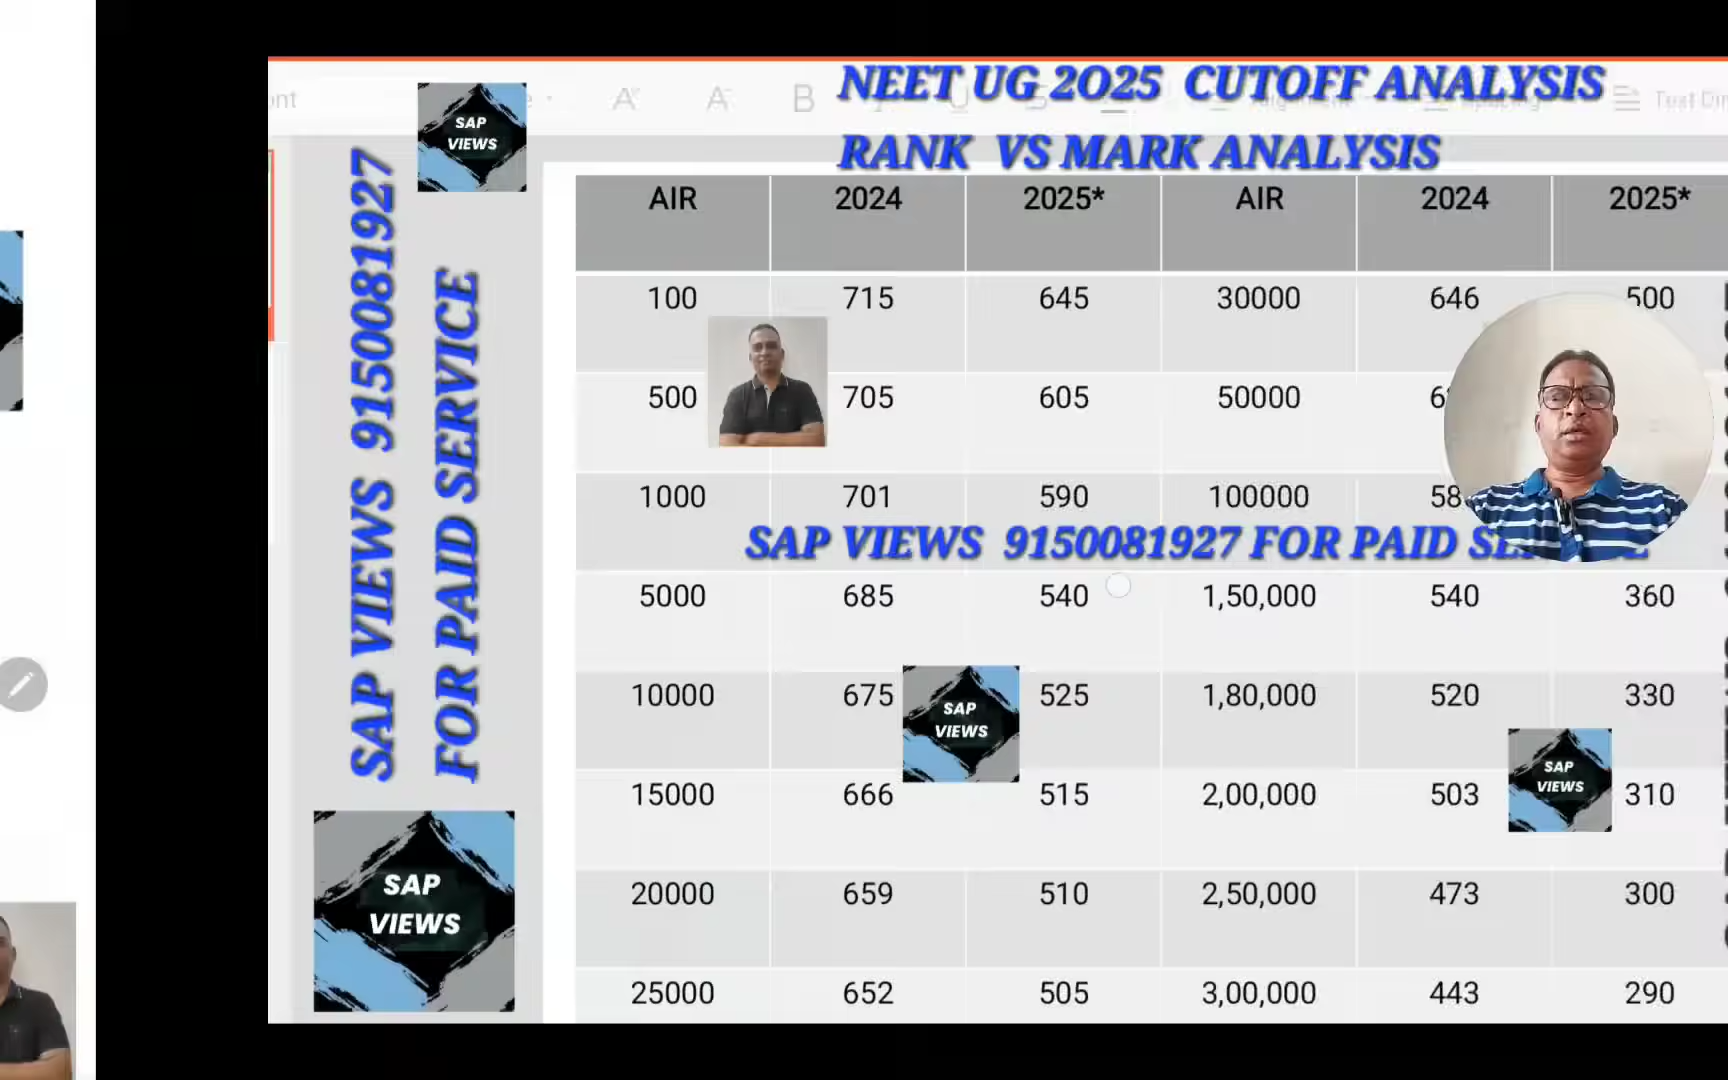 NEET UG 2O25 CUTOFF ANALYSIS
RANK VS MARK ANALYSIS
SAP VIEWS
SAP VIEWS 9150081927
FOR PAID SERVICE
AIR 2024 2025* AIR 2024 2025*
100 715 645 30000 646 500
500 705 605 50000
1000 701 590 100000
SAP VIEWS 9150081927 FOR PAID
5000 685 540 1,50,000 540 360
10000 675 525 1,80,000 520 330
SAP VIEWS
SAP VIEWS
15000 666 515 2,00,000 503 310
20000 659 510 2,50,000 473 300
SAP VIEWS
25000 652 505 3,00,000 443 290